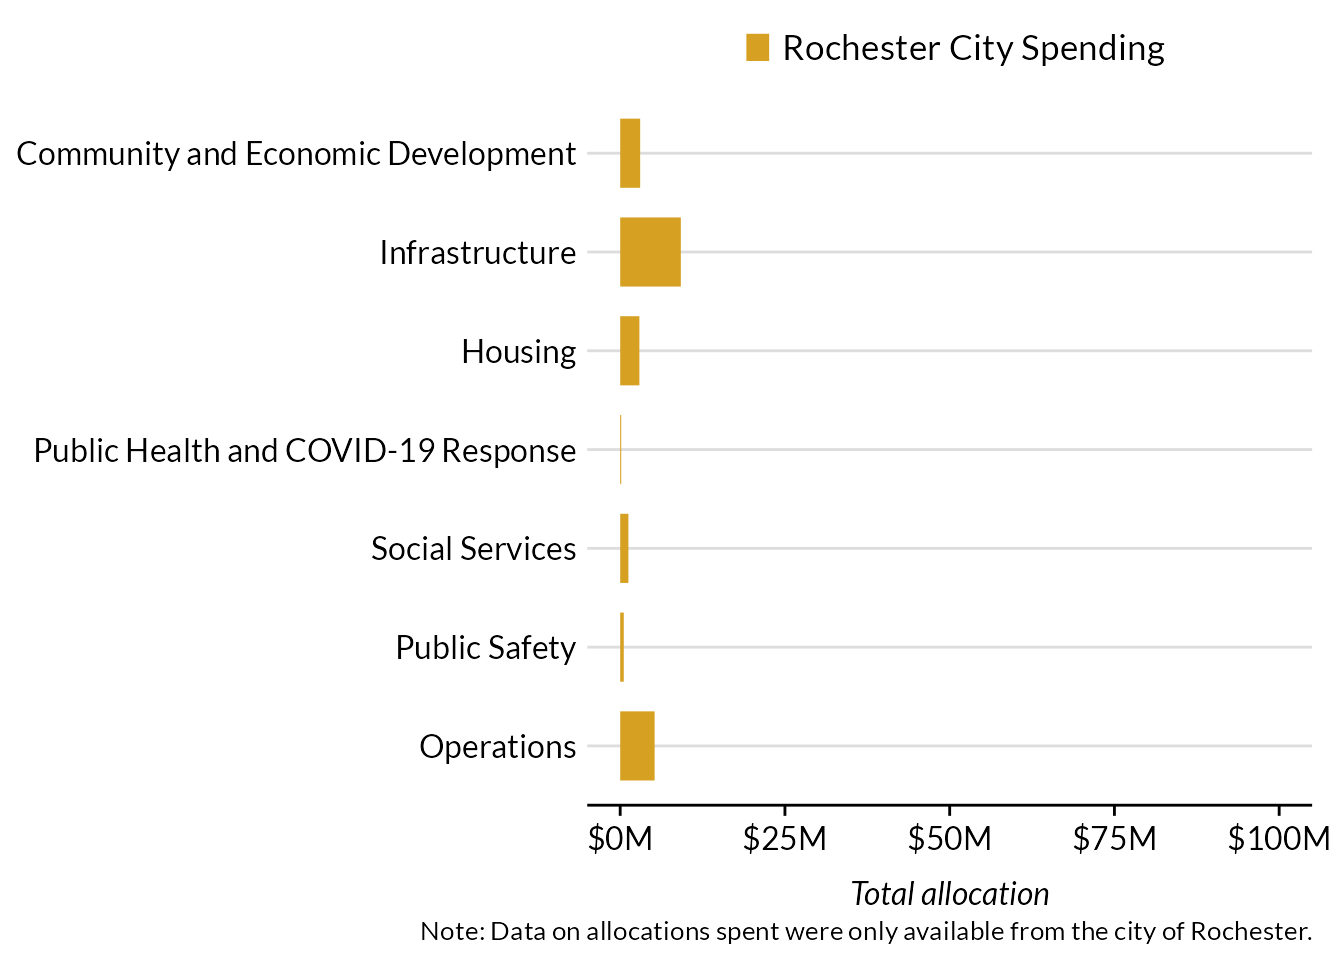 Rochester City Spending
Community and Economic Development
Infrastructure
Housing
Public Health and COVID-19 Response
Social Services
Public Safety
Operations
$0M $25M $50M $75M $100M
Total allocation
Note: Data on allocations spent were only available from the city of Rochester.